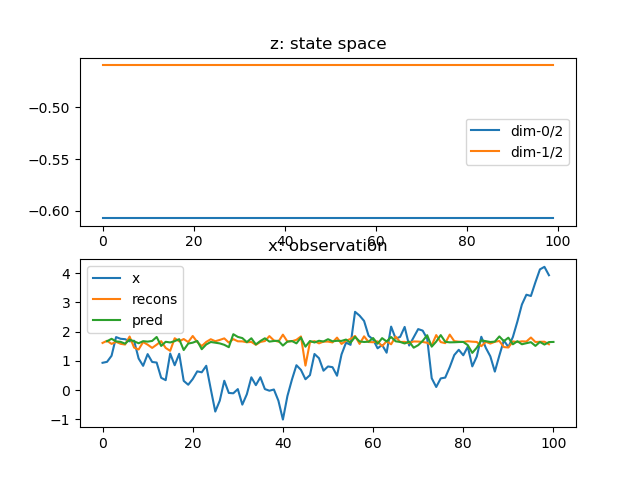 z: state space
−0.50
−0.55
−0.60
dim-0/2
dim-1/2
0 20 40 60 80 100
x: observation
4
3
2
1
0
−1
x
recons
pred
0 20 40 60 80 100